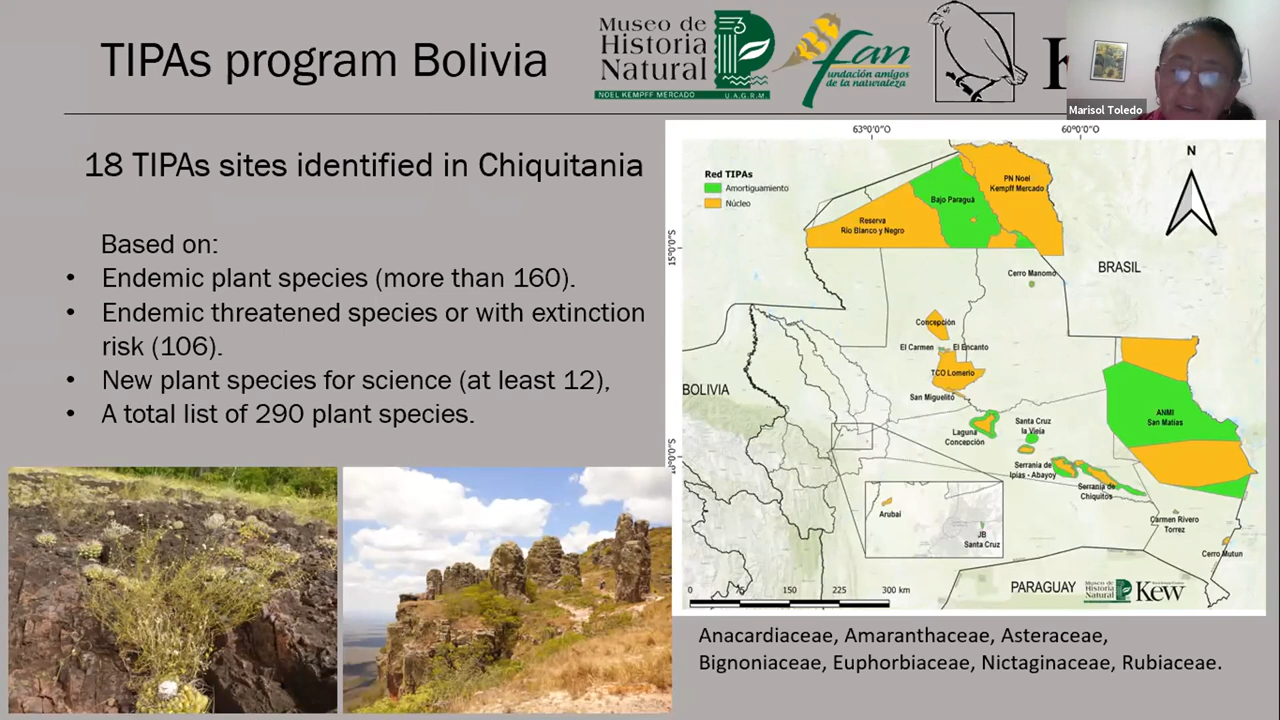 TIPAs program Bolivia
Museo de
Historia
Natural
NOEL KEMPFF MERCADO
U.A.G.R.M.
fan
fundación amigos
de la naturaleza
Marisol Toledo
18 TIPAs sites identified in Chiquitania
Based on:
• Endemic plant species (more than 160).
• Endemic threatened species or with extinction
risk (106).
• New plant species for science (at least 12),
• A total list of 290 plant species.
63°0'0"O
60°0'0"O
Red TIPAs
Amortiguamiento
Núcleo
N
PN Noel
Kempff Mercado
Bajo Paraguá
Reserva
Río Blanco y Negro
15°0'0"S
Cerro Manomo
BRASIL
Concepción
El Carmen
El Encanto
TCO Lomerío
BOLIVIA
San Miguelito
Laguna
Concepción
Santa Cruz
la Vieja
ANMI
San Matías
Serranía de
Ipias - Abayoy
Serranía de
Chiquitos
Arubai
JB
Santa Cruz
Carmen Rivero
Torrez
Cerro Mutun
0 75 150 225 300 km
PARAGUAY
Museo de
Historia
Natural
Kew
Anacardiaceae, Amaranthaceae, Asteraceae,
Bignoniaceae, Euphorbiaceae, Nictaginaceae, Rubiaceae.